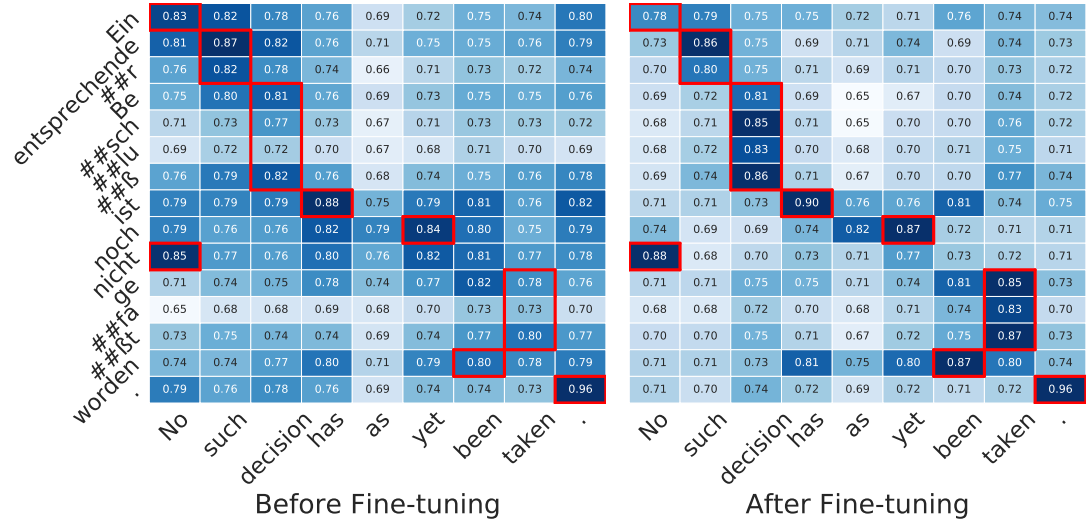 Ein 0.83 0.82 0.78 0.76 0.69 0.72 0.75 0.74 0.80 0.78 0.79 0.75 0.75 0.72 0.71 0.76 0.74 0.74
entsprechende 0.81 0.87 0.82 0.76 0.71 0.75 0.75 0.76 0.79 0.73 0.86 0.75 0.69 0.71 0.74 0.69 0.74 0.73
##r 0.76 0.82 0.78 0.74 0.66 0.71 0.73 0.72 0.74 0.70 0.80 0.75 0.71 0.69 0.71 0.70 0.73 0.72
Be 0.75 0.80 0.81 0.76 0.69 0.73 0.75 0.75 0.76 0.69 0.72 0.81 0.69 0.65 0.67 0.70 0.74 0.72
##sch 0.71 0.73 0.77 0.73 0.67 0.71 0.73 0.73 0.72 0.68 0.71 0.85 0.71 0.65 0.70 0.70 0.76 0.72
##lu 0.69 0.72 0.72 0.70 0.67 0.68 0.71 0.70 0.69 0.68 0.72 0.83 0.70 0.67 0.68 0.70 0.75 0.71
##ß 0.76 0.79 0.82 0.76 0.68 0.74 0.75 0.76 0.78 0.69 0.74 0.86 0.71 0.67 0.70 0.70 0.77 0.74
ist 0.79 0.79 0.79 0.88 0.75 0.79 0.81 0.76 0.82 0.71 0.71 0.73 0.90 0.76 0.76 0.81 0.74 0.75
noch 0.79 0.76 0.76 0.82 0.79 0.84 0.80 0.75 0.79 0.74 0.69 0.69 0.74 0.82 0.87 0.72 0.71 0.71
nicht 0.85 0.77 0.76 0.80 0.76 0.82 0.81 0.77 0.78 0.88 0.68 0.70 0.73 0.71 0.77 0.73 0.72 0.71
ge 0.71 0.74 0.75 0.78 0.74 0.77 0.82 0.78 0.76 0.71 0.71 0.75 0.75 0.71 0.74 0.81 0.85 0.73
##fa 0.65 0.68 0.68 0.69 0.68 0.70 0.73 0.73 0.70 0.68 0.68 0.72 0.70 0.68 0.71 0.74 0.83 0.70
##ßt 0.73 0.75 0.74 0.74 0.67 0.72 0.77 0.80 0.77 0.70 0.70 0.75 0.71 0.67 0.72 0.75 0.87 0.73
worden 0.74 0.74 0.77 0.80 0.71 0.79 0.80 0.78 0.79 0.71 0.71 0.73 0.81 0.75 0.80 0.87 0.80 0.74
. 0.79 0.76 0.78 0.76 0.69 0.74 0.74 0.73 0.96 0.71 0.70 0.74 0.72 0.69 0.72 0.71 0.72 0.96
No such decision has as yet been taken . No such decision has as yet been taken .
Before Fine-tuning After Fine-tuning